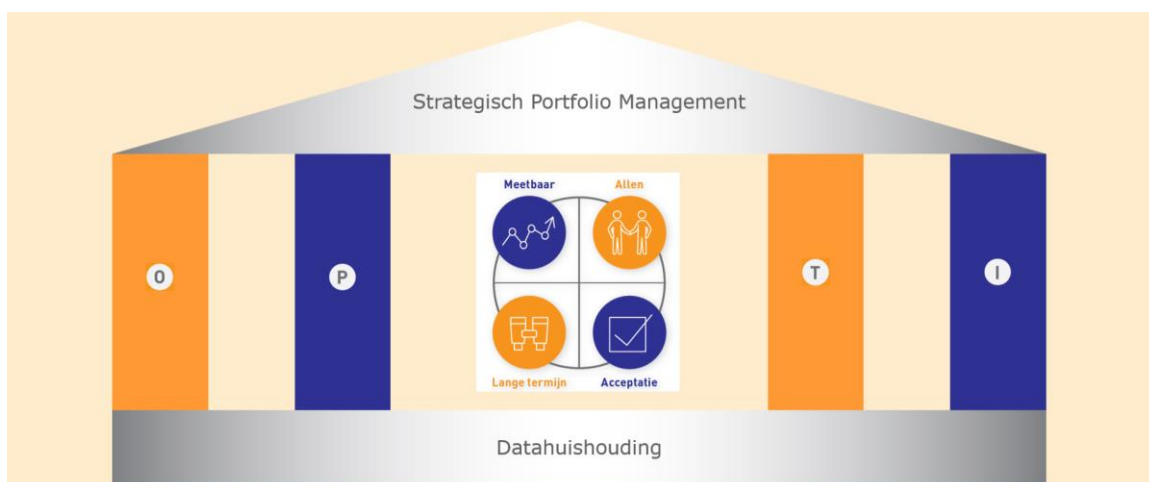 Strategisch Portfolio Management
Meetbaar
Allen
O
P
T
I
Lange termijn
Acceptatie
Datahuishouding